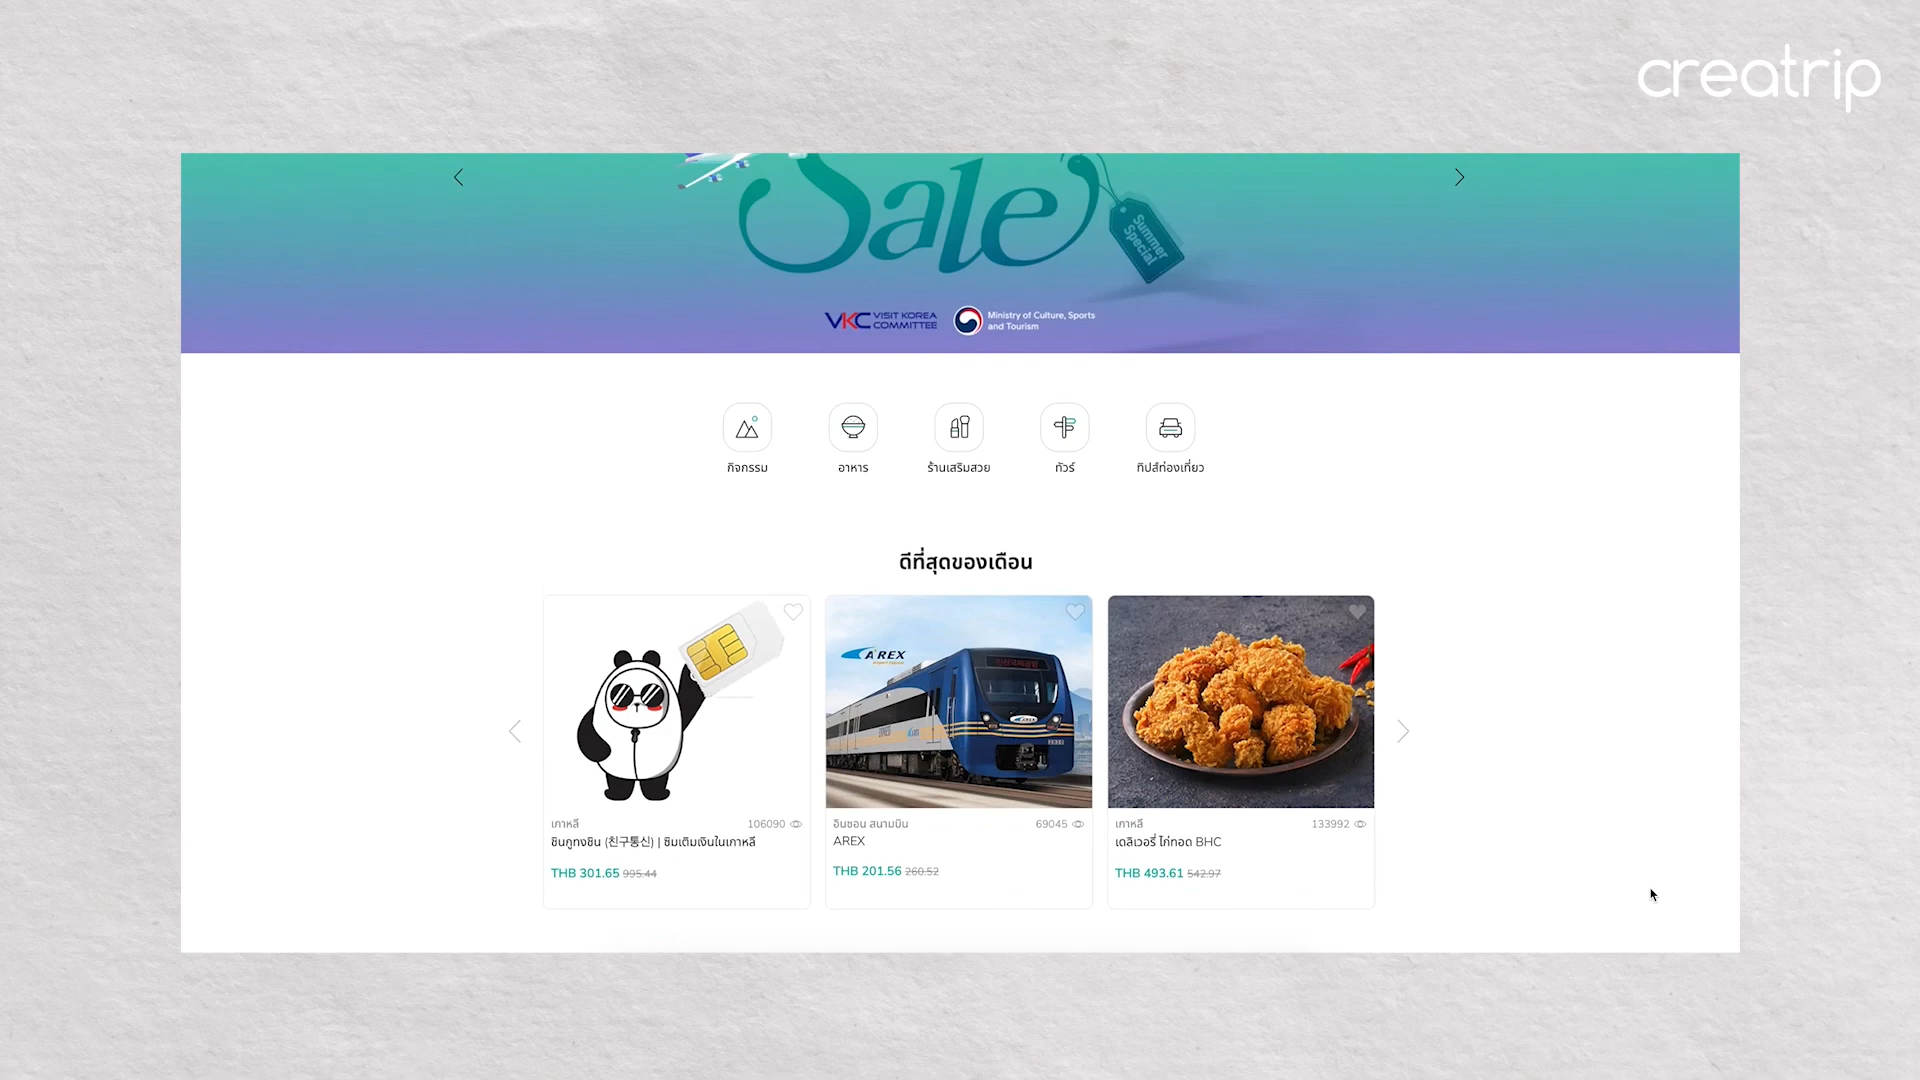 creatrip
Sale
Summer
Special
VKC VISIT KOREA
COMMITTEE
Ministry of Culture, Sports
and Tourism
กิจกรรม
อาหาร
ร้านเสริมสวย
ทัวร์
ทิปส์ท่องเที่ยว
ดีที่สุดของเดือน
AREX
เกาหลี
106090
ชินกูทงชิน (친구통신) | ซิมเติมเงินในเกาหลี
THB 301.65 995.44
อินชอน สนามบิน
69045
AREX
THB 201.56 260.52
เกาหลี
133992
เดลิเวอรี่ ไก่ทอด BHC
THB 493.61 542.97